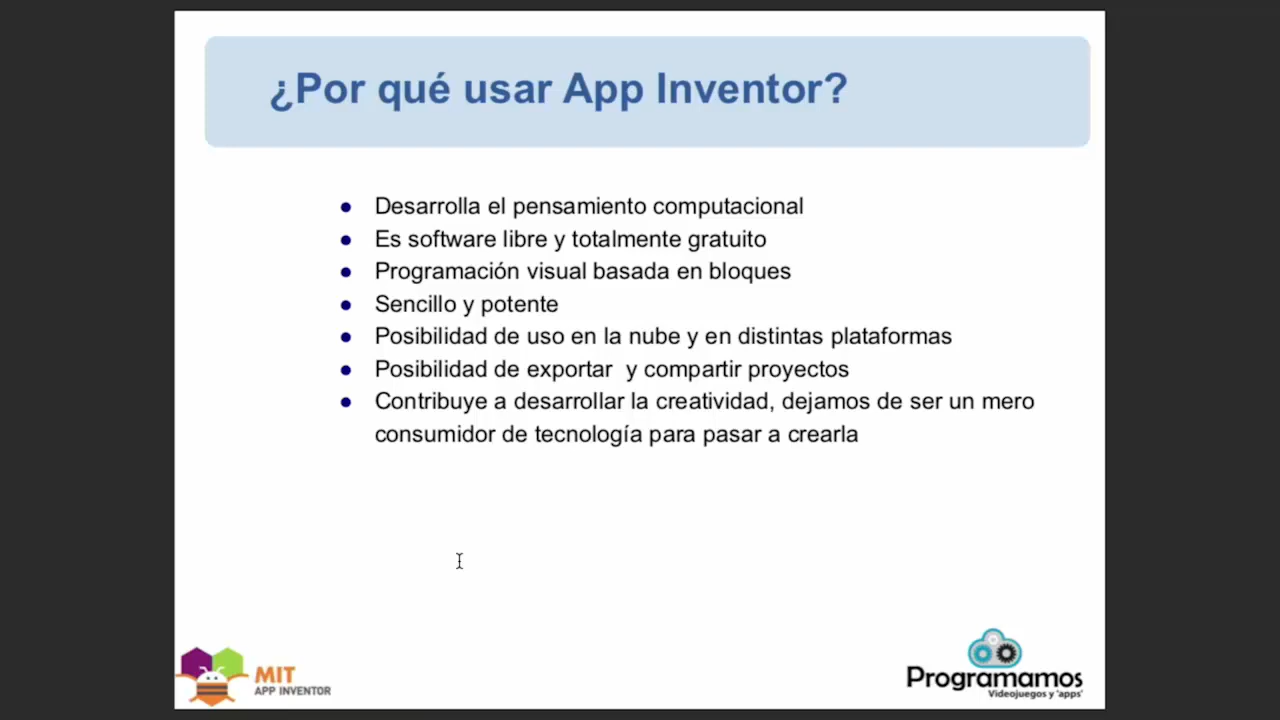 ¿Por qué usar App Inventor?
● Desarrolla el pensamiento computacional
● Es software libre y totalmente gratuito
● Programación visual basada en bloques
● Sencillo y potente
● Posibilidad de uso en la nube y en distintas plataformas
● Posibilidad de exportar  y compartir proyectos
● Contribuye a desarrollar la creatividad, dejamos de ser un mero
consumidor de tecnología para pasar a crearla
MIT
APP INVENTOR
Programamos
Videojuegos y 'apps'